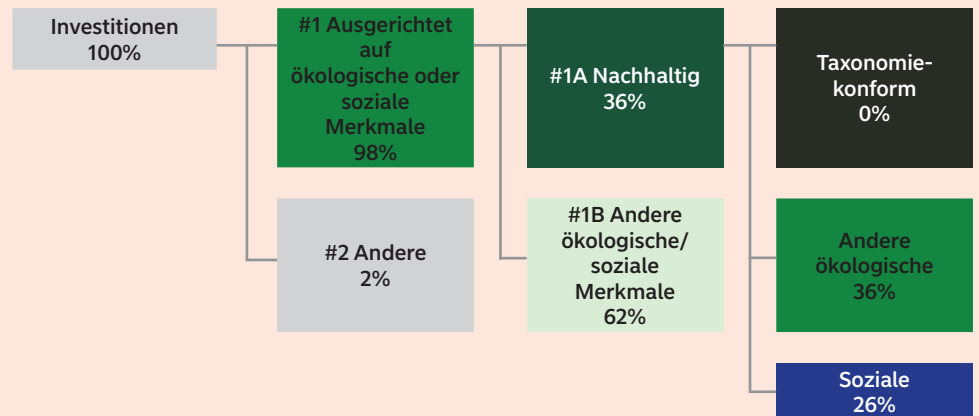 Investitionen
100%
#1 Ausgerichtet
auf
ökologische oder
soziale
Merkmale
98%
#2 Andere
2%
#1A Nachhaltig
36%
#1B Andere
ökologische/
soziale
Merkmale
62%
Taxonomie-
konform
0%
Andere
ökologische
36%
Soziale
26%